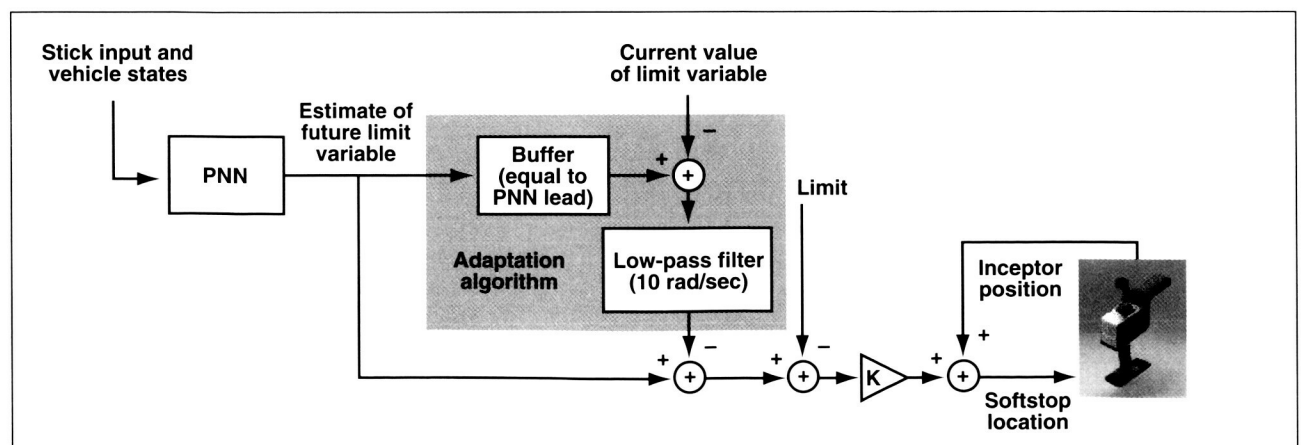 Stick input and
vehicle states
Current value
of limit variable
Estimate of
future limit
variable
PNN
Buffer
(equal to
PNN lead)
+
–
+
Limit
Adaptation
algorithm
Low-pass filter
(10 rad/sec)
Inceptor
position
+
–
+
+
–
+
K
+
+
+
Softstop
location